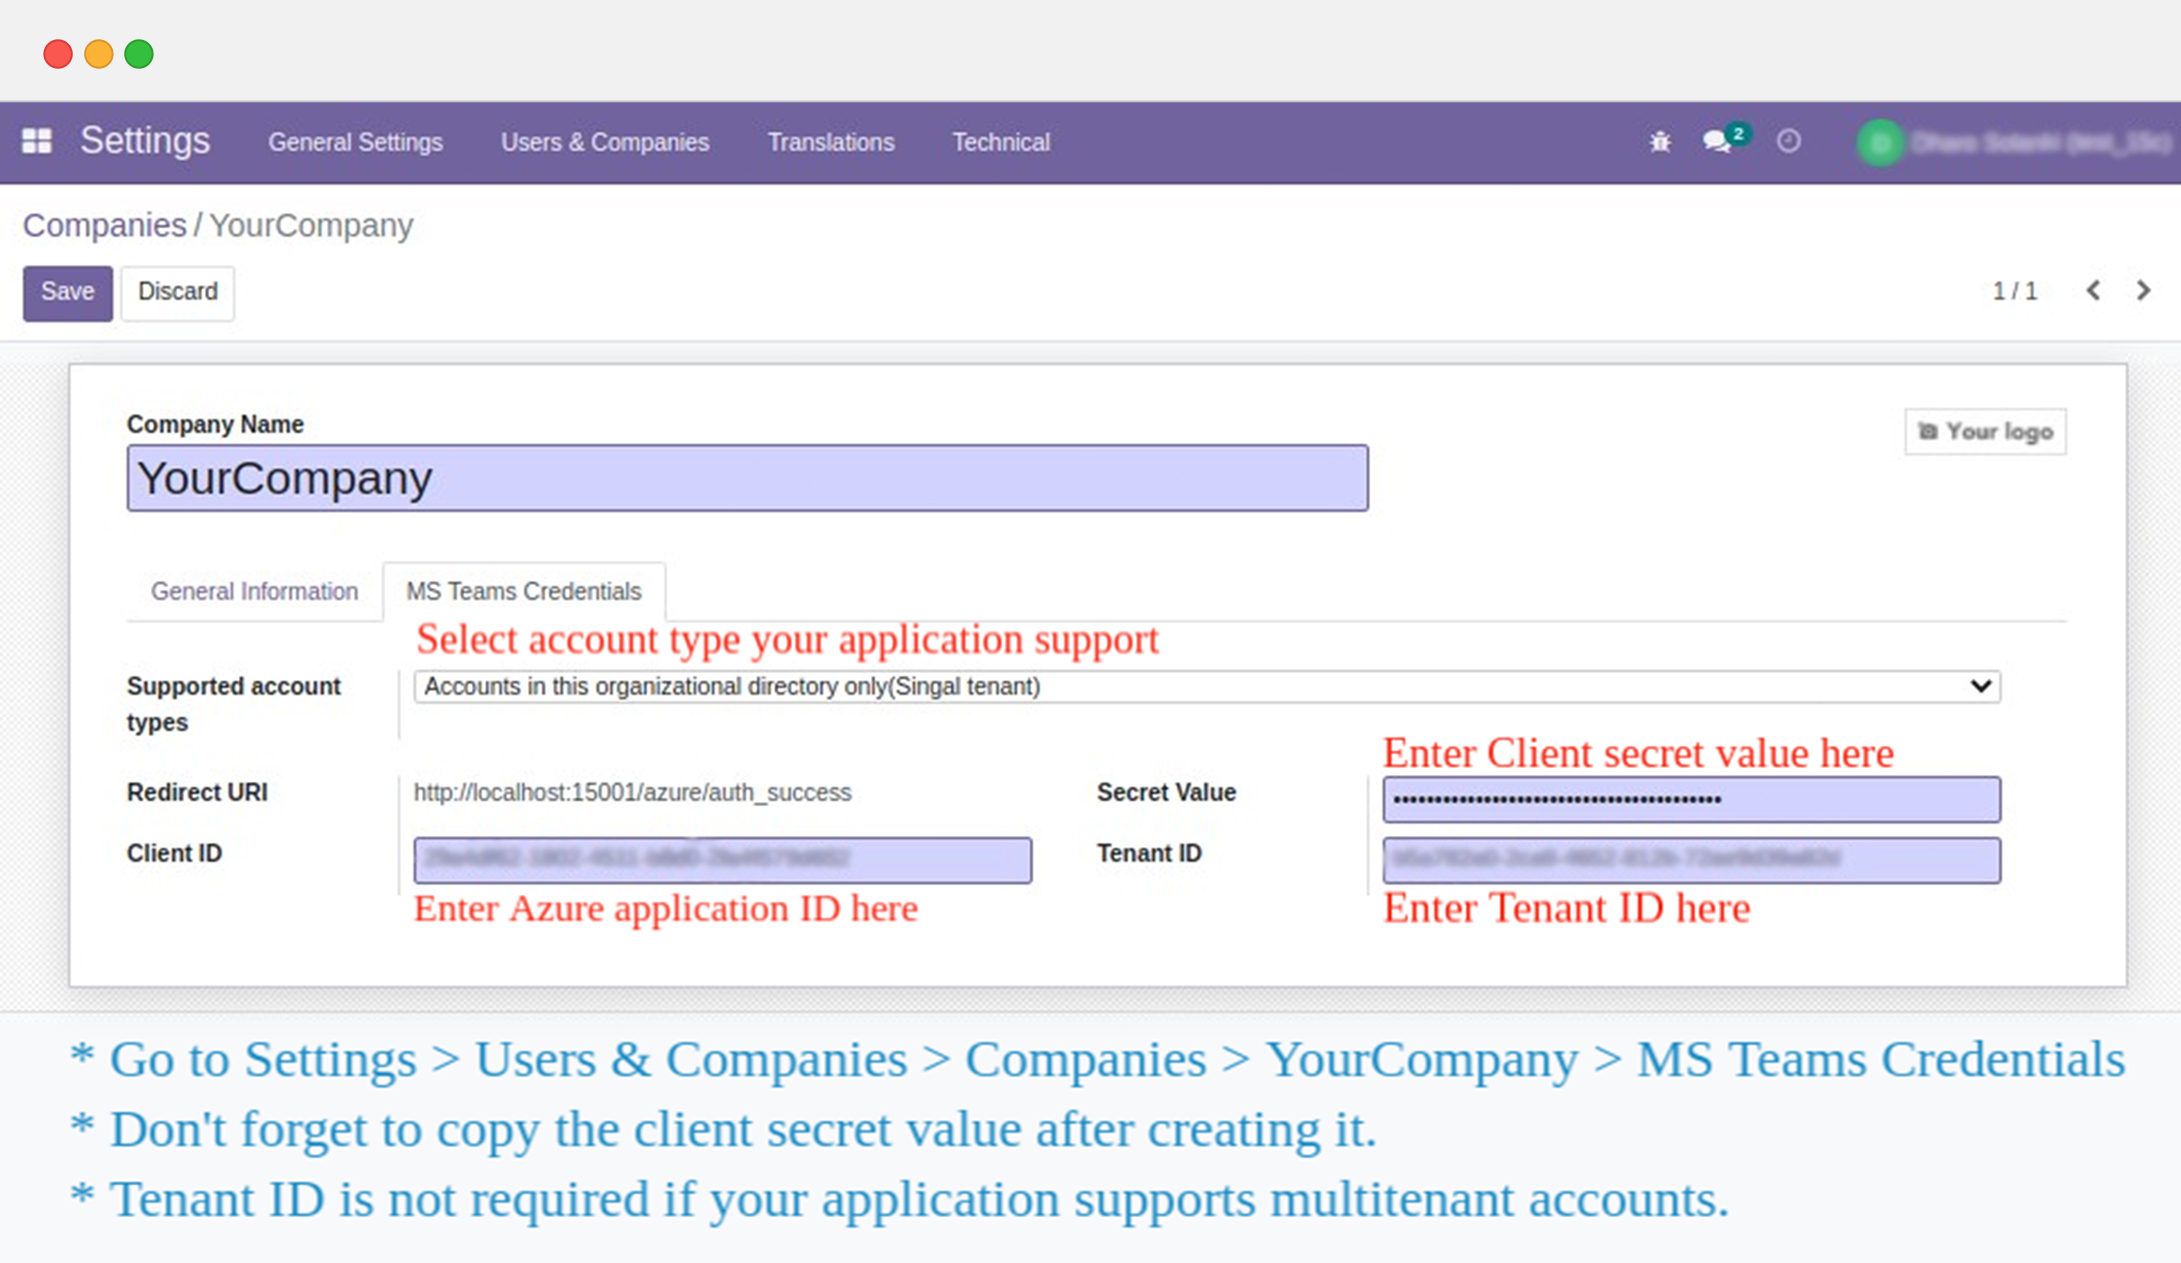 Settings General Settings Users & Companies Translations Technical 2
Companies / YourCompany
Save Discard 1 / 1
Company Name
Your logo
YourCompany
General Information MS Teams Credentials
Select account type your application support
Supported account types
Accounts in this organizational directory only(Singal tenant)
Enter Client secret value here
Redirect URI http://localhost:15001/azure/auth_success Secret Value
Client ID Tenant ID
Enter Azure application ID here Enter Tenant ID here
* Go to Settings > Users & Companies > Companies > YourCompany > MS Teams Credentials
* Don't forget to copy the client secret value after creating it.
* Tenant ID is not required if your application supports multitenant accounts.